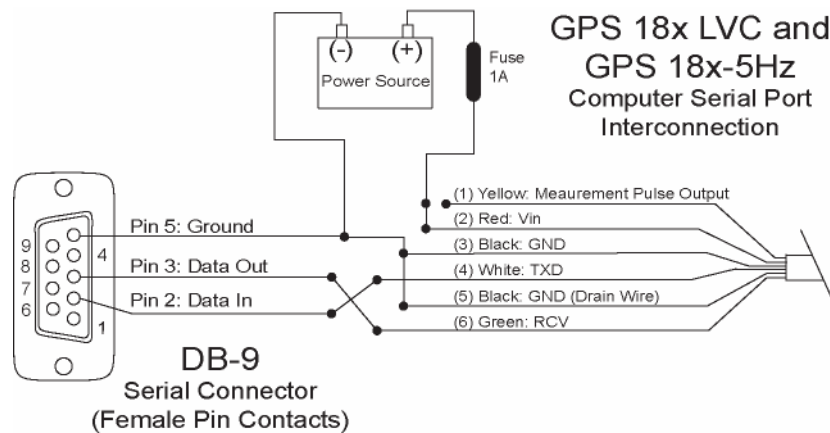 GPS 18x LVC and
GPS 18x-5Hz
Computer Serial Port
Interconnection
(-) (+)
Power Source
Fuse
1A
(1) Yellow: Meaurement Pulse Output
(2) Red: Vin
(3) Black: GND
(4) White: TXD
(5) Black: GND (Drain Wire)
(6) Green: RCV
Pin 5: Ground
Pin 3: Data Out
Pin 2: Data In
9
8
7
6
4
1
DB-9
Serial Connector
(Female Pin Contacts)